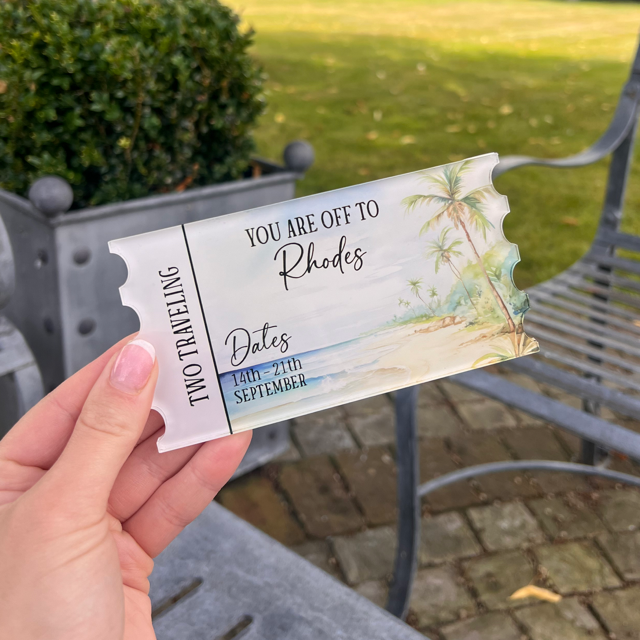 TWO TRAVELING
YOU ARE OFF TO
Rhodes
Dates
14th - 21th
SEPTEMBER